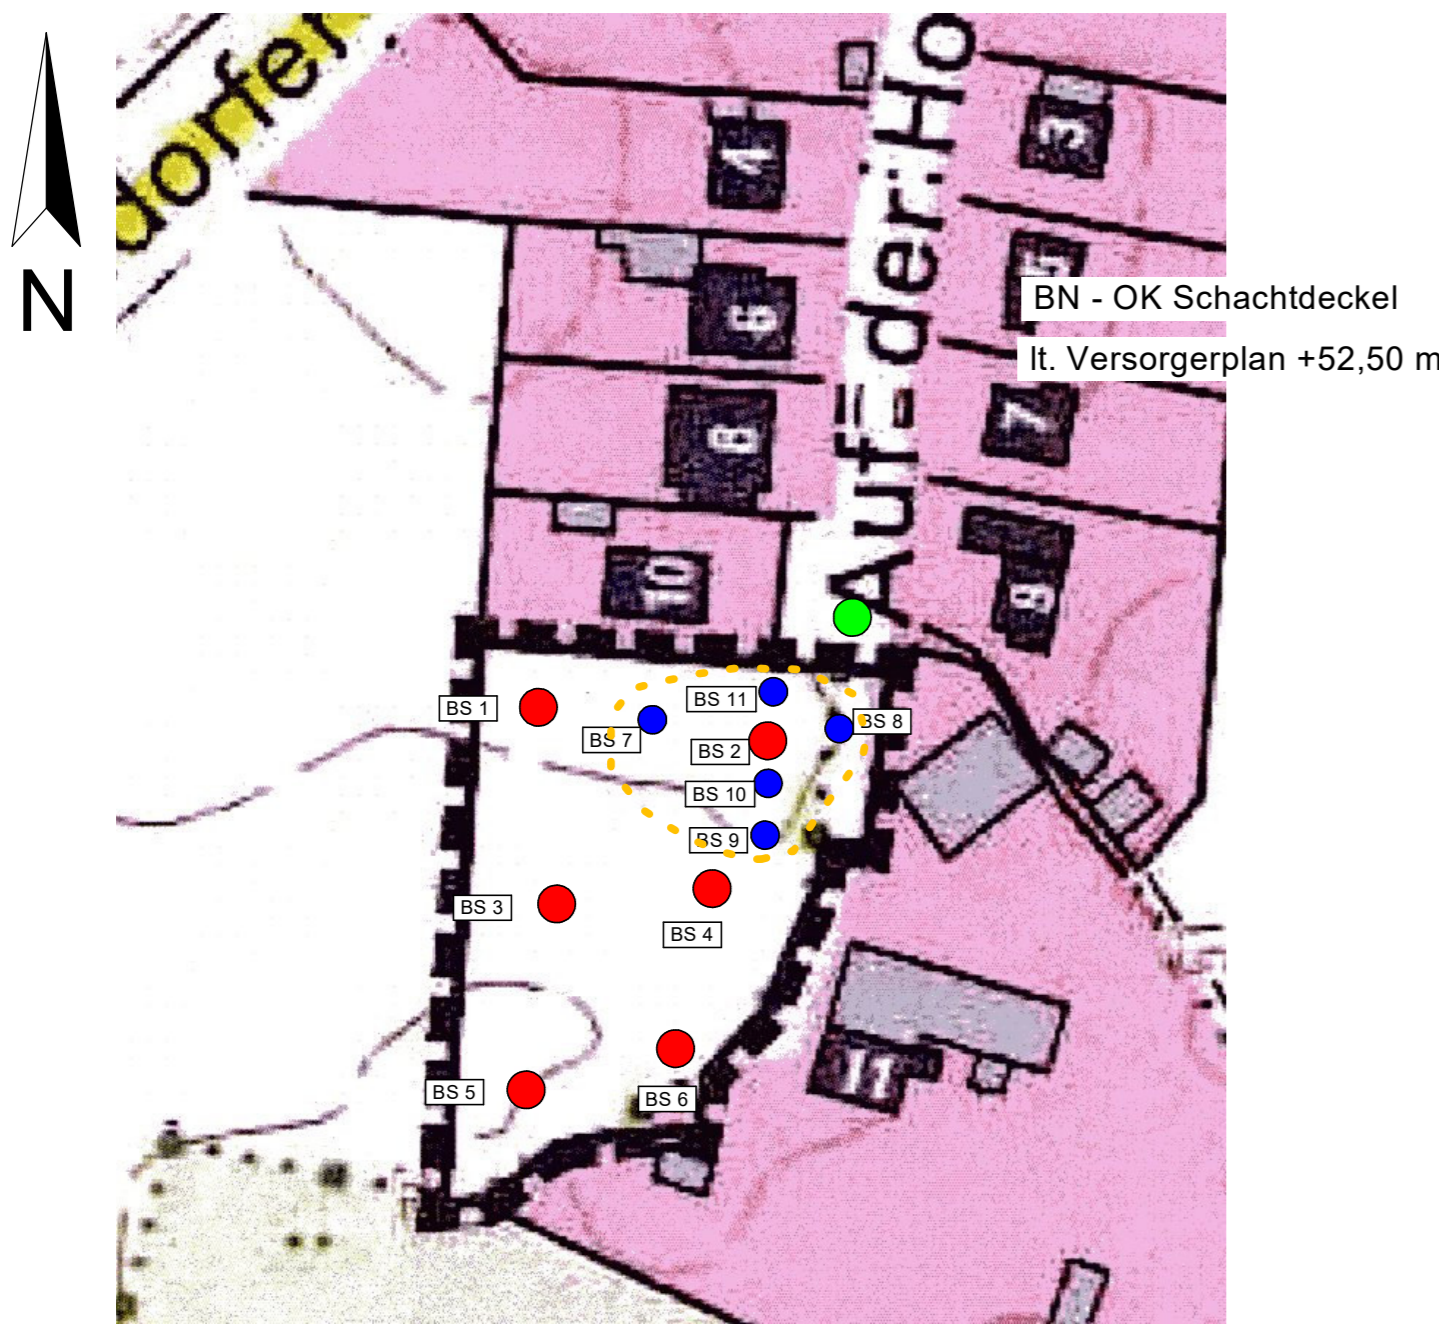 N
dorfer
Auf der Ho
4
3
5
6
BN - OK Schachtdeckel
lt. Versorgerplan +52,50 m
7
8
10
9
BS 1
BS 11
BS 7
BS 8
BS 2
BS 10
BS 9
BS 3
BS 4
11
BS 5
BS 6